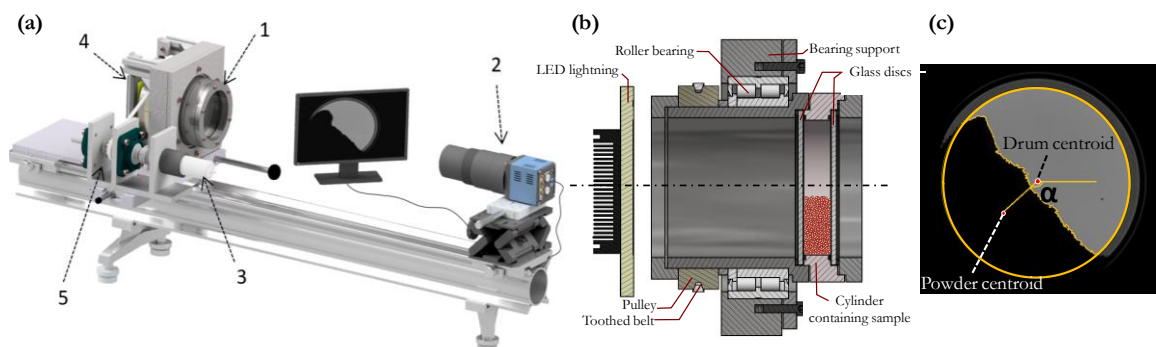 (a)
1
4
2
3
5
(b)
Roller bearing
Bearing support
LED lightning
Glass discs
Pulley
Toothed belt
Cylinder
containing sample
(c)
Drum centroid
α
Powder centroid